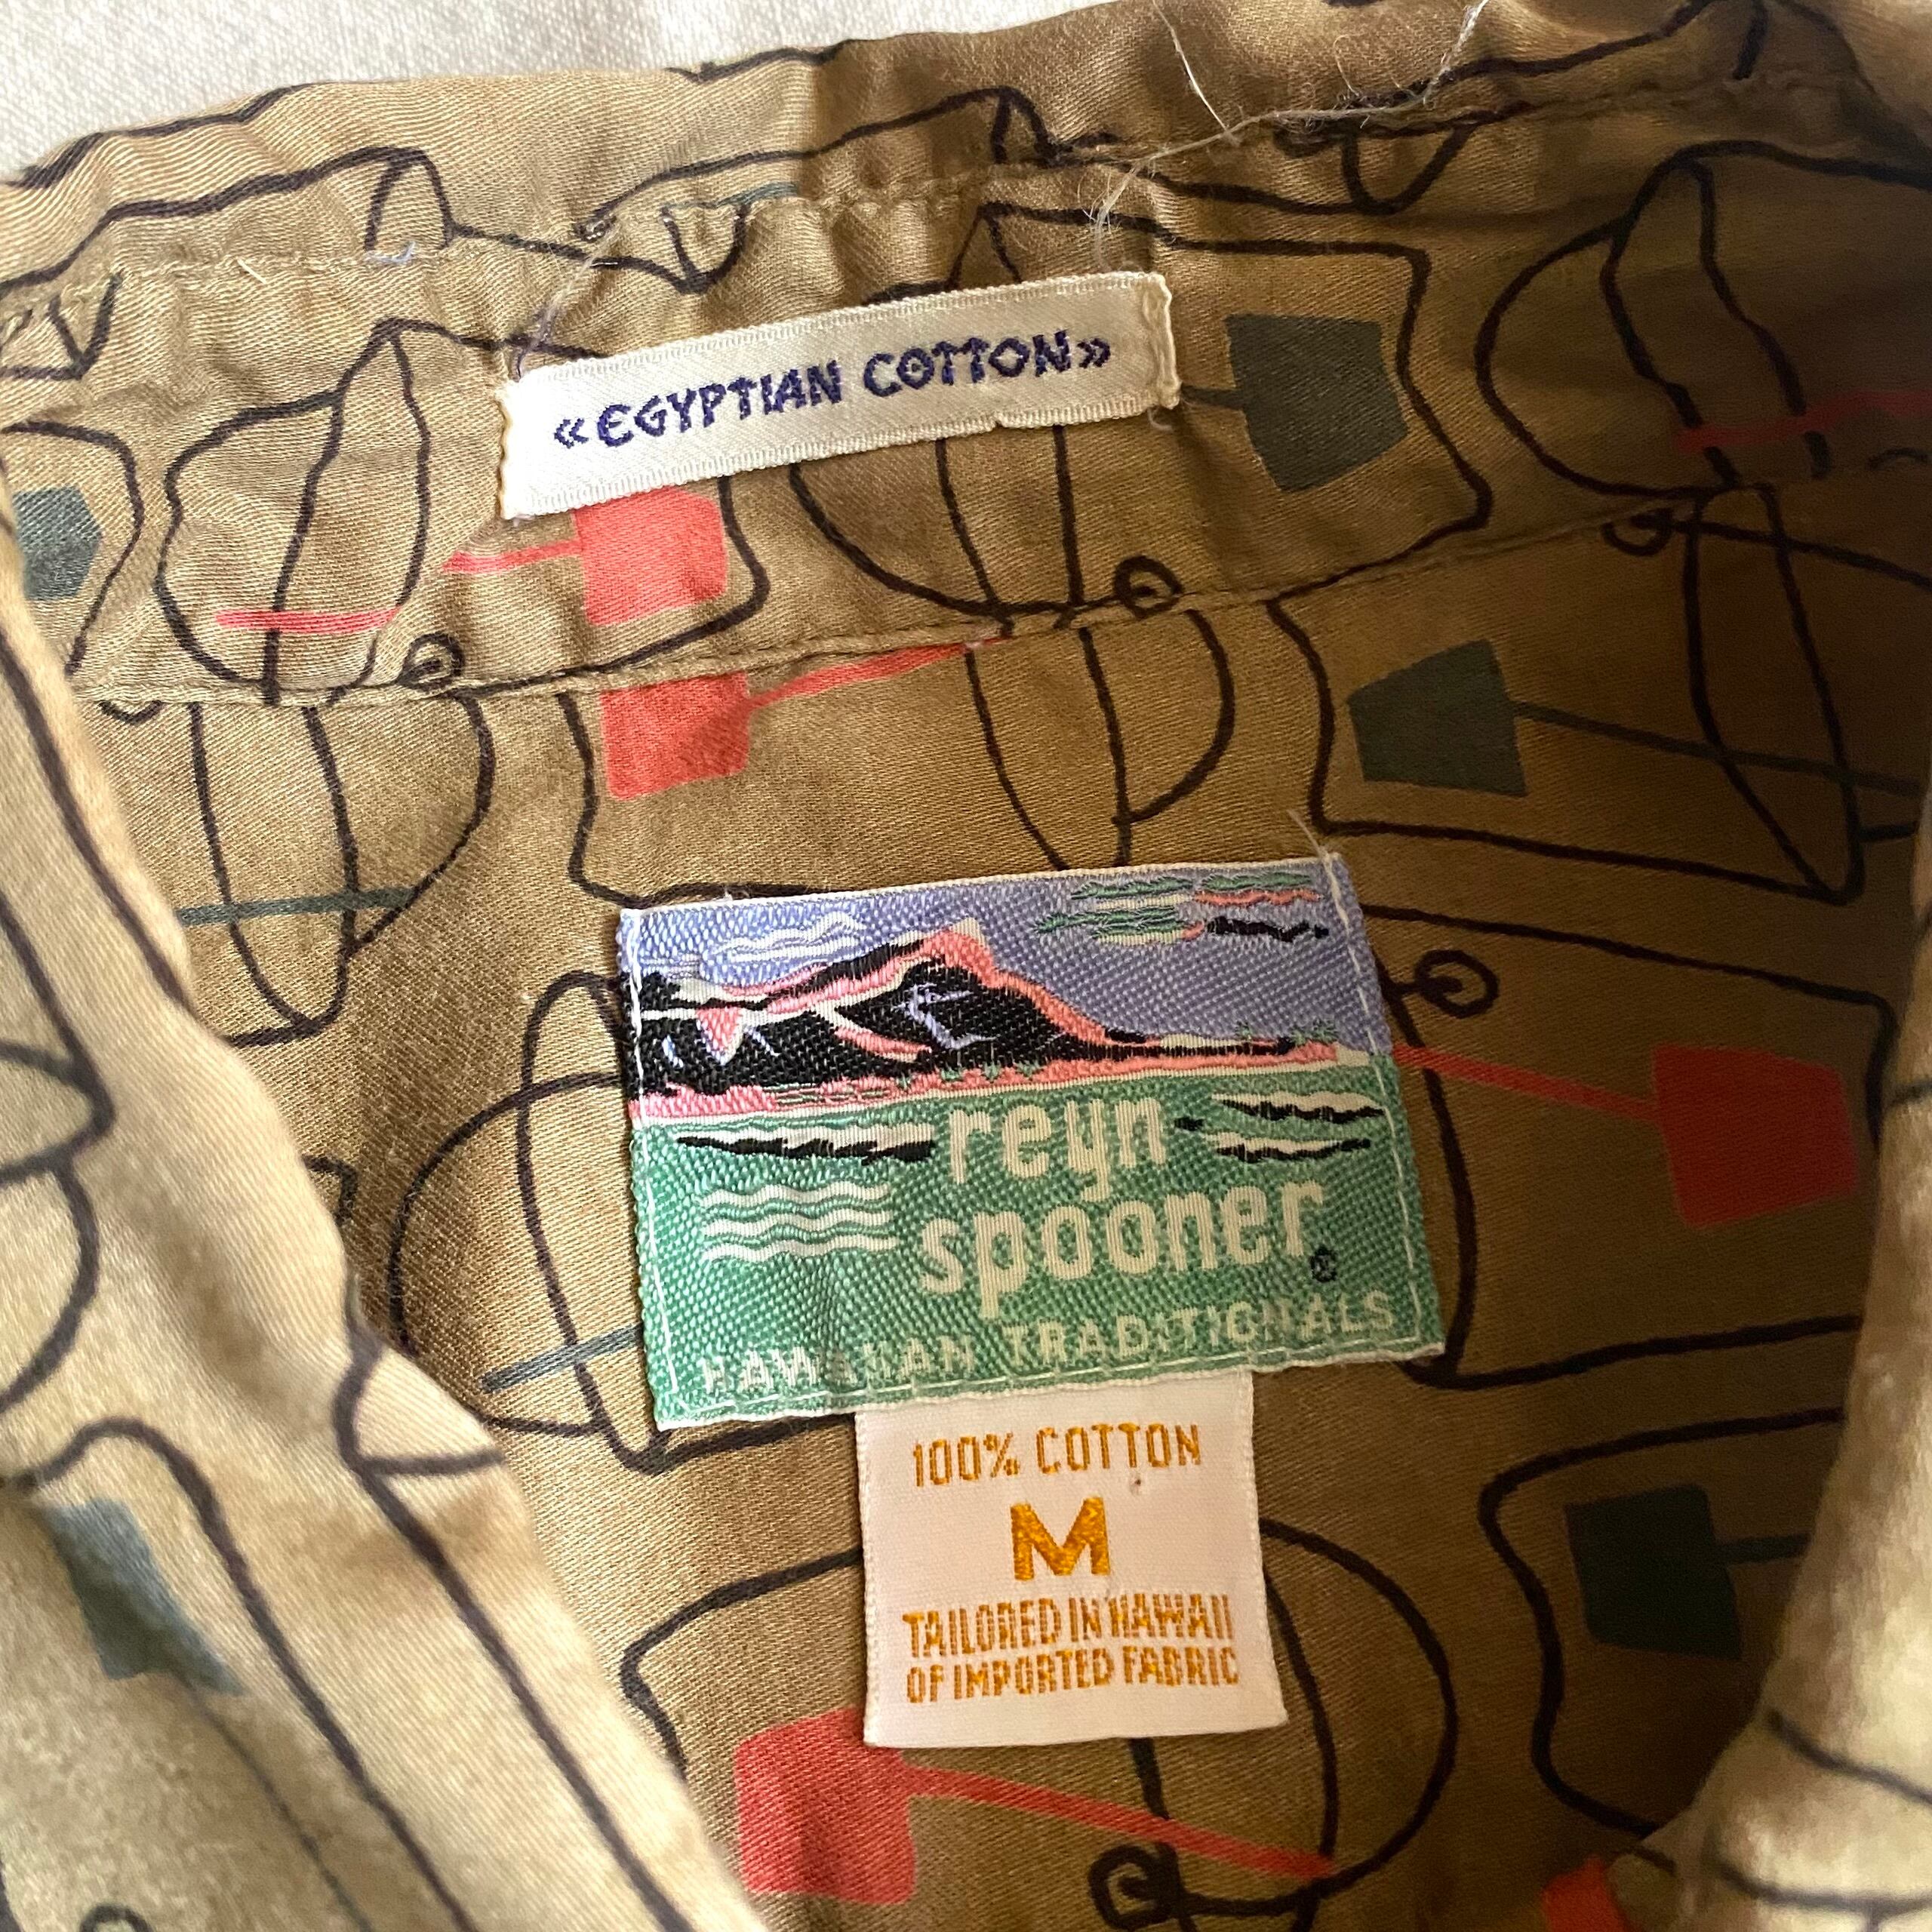 «EGYPTIAN COTTON»
reyn
spooner
HAWAIIAN TRADITIONALS
100% COTTON
M
TAILORED IN HAWAII
OF IMPORTED FABRIC